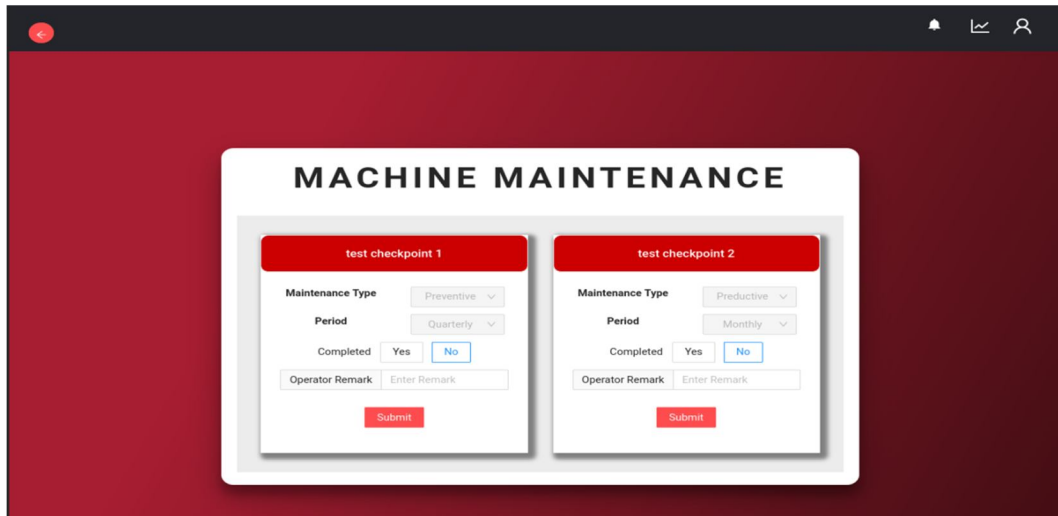 MACHINE MAINTENANCE
test checkpoint 1
Maintenance Type Preventive
Period Quarterly
Completed Yes No
Operator Remark Enter Remark
Submit
test checkpoint 2
Maintenance Type Preductive
Period Monthly
Completed Yes No
Operator Remark Enter Remark
Submit